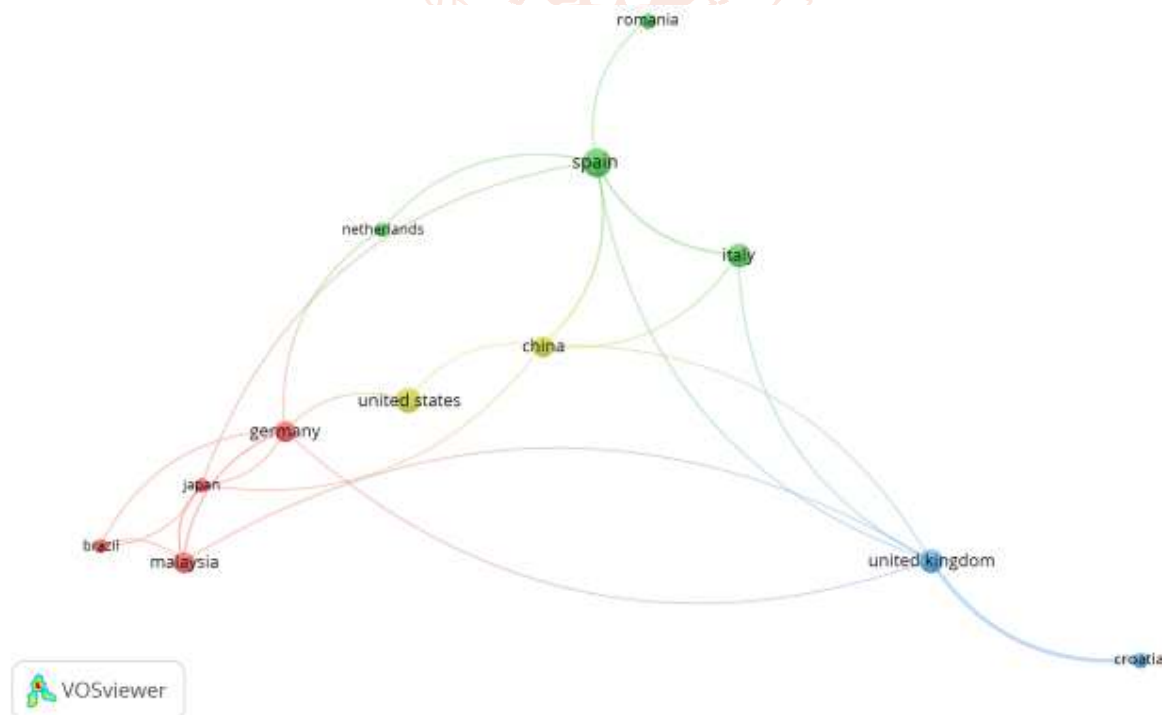 romania
spain
netherlands
italy
china
united states
germany
japan
brazil
malaysia
united kingdom
croatia
VOSviewer